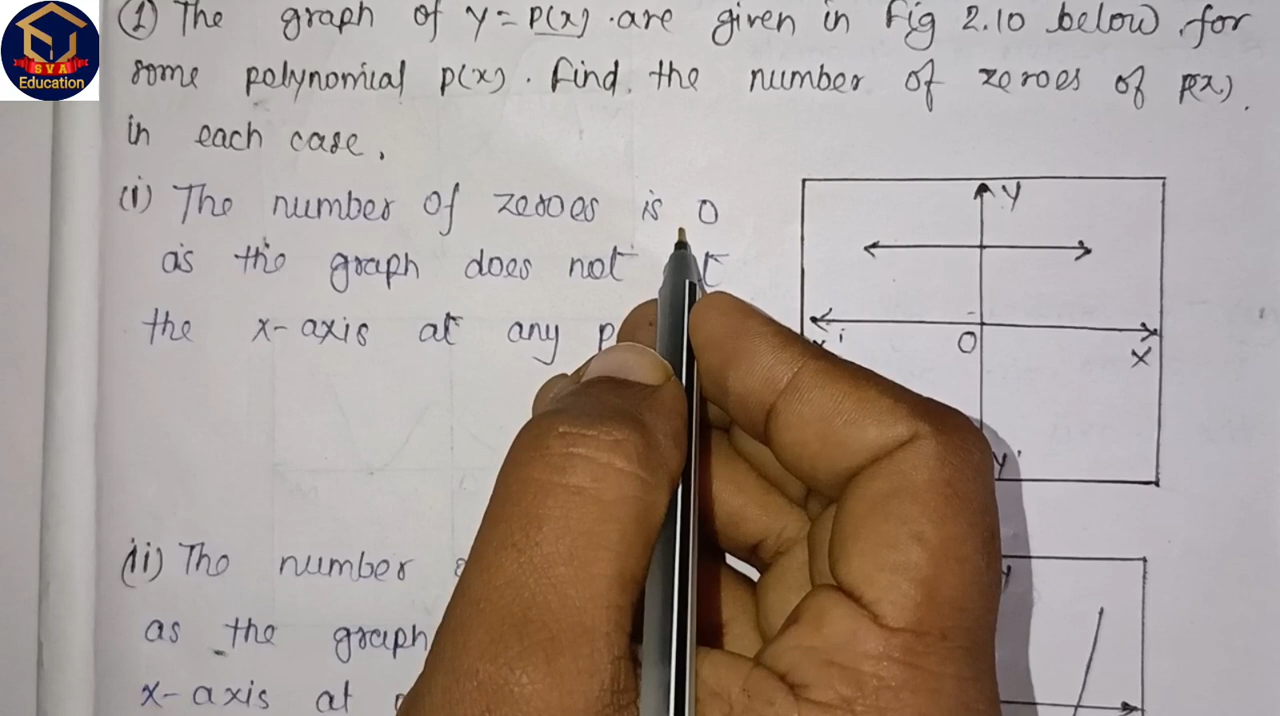 SVA
Education
(1) The graph of y = p(x) .are given in Fig 2.10 below, for
some polynomial p(x). Find. the number of zeroes of p(x).
in each case.
(i) The number of zeroes is 0
as the graph does not
the x-axis at any
Y
X'
O
X
Y'
(ii) The number
as the graph
x-axis at
Y